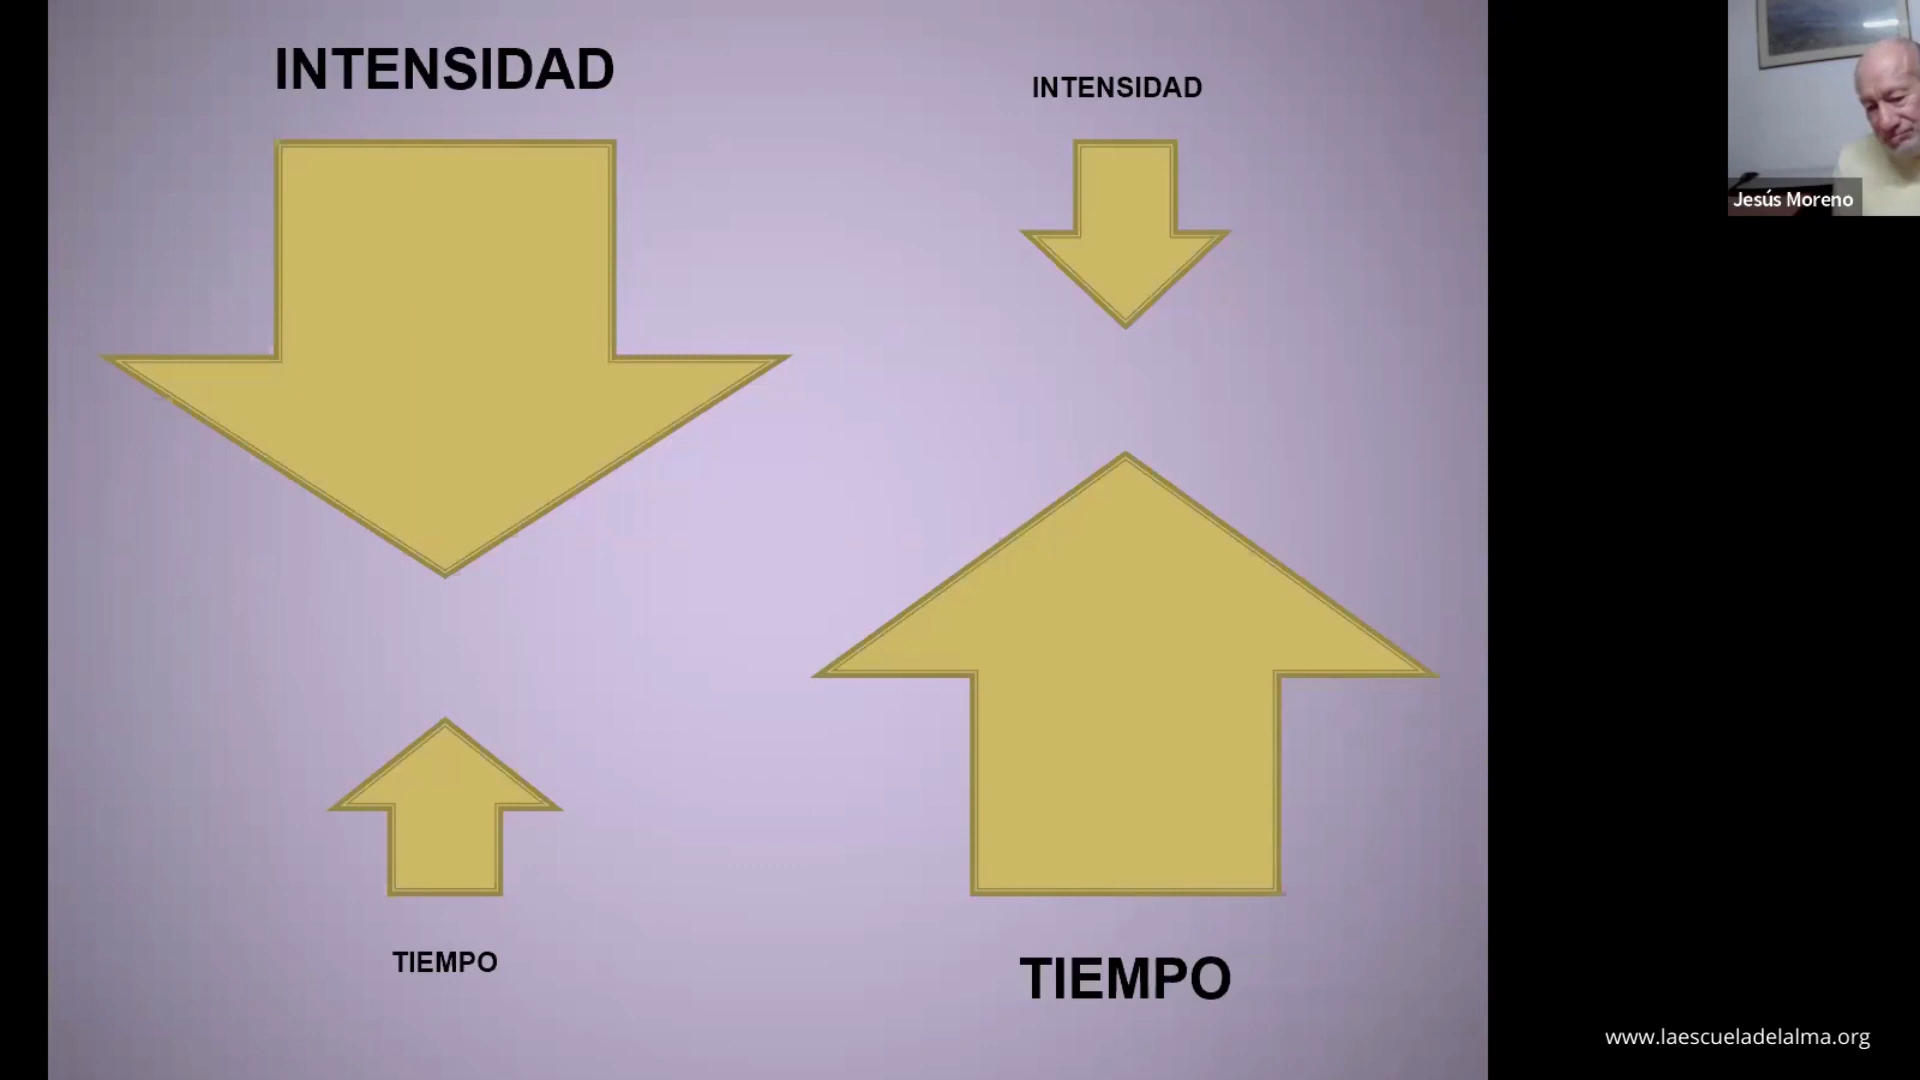 INTENSIDAD
INTENSIDAD
Jesús Moreno
TIEMPO
TIEMPO
www.laescueladelalma.org